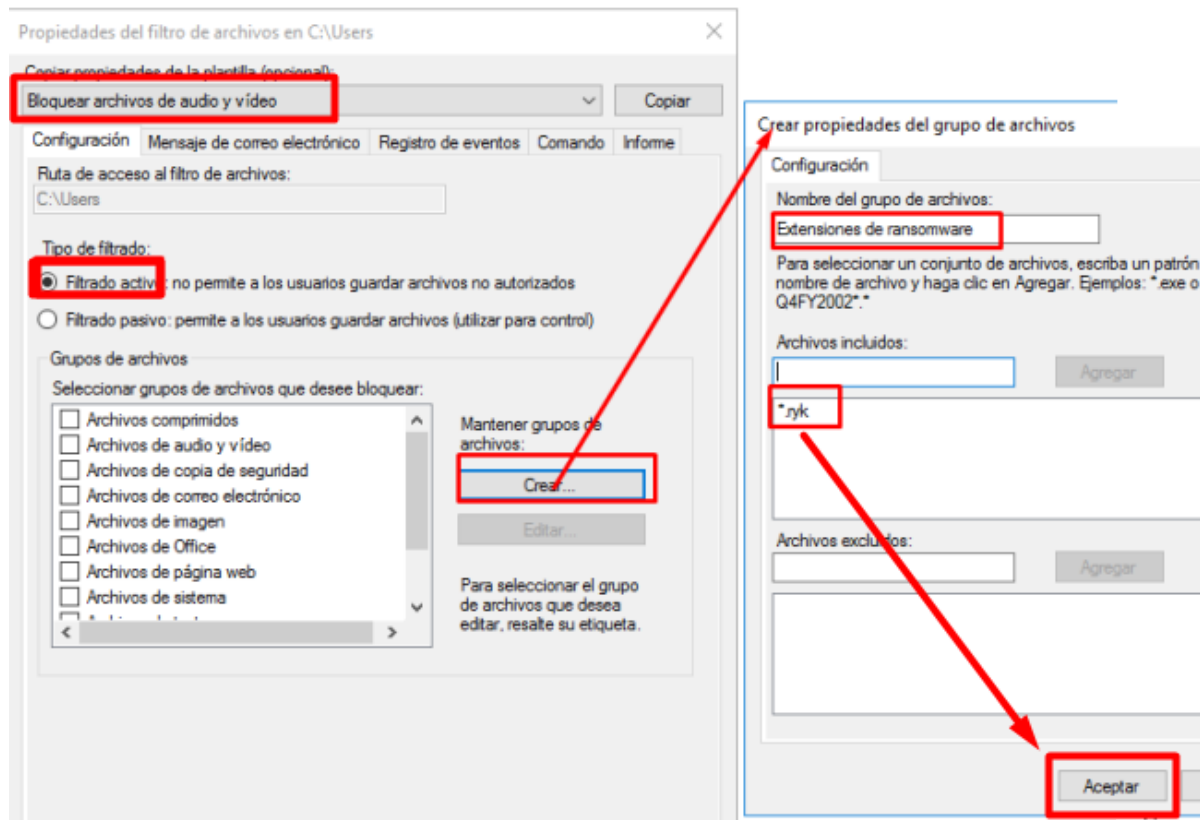 Propiedades del filtro de archivos en C:\Users
Copiar propiedades de la plantilla (opcional):
Bloquear archivos de audio y vídeo
Copiar
Configuración
Mensaje de correo electrónico
Registro de eventos
Comando
Informe
Ruta de acceso al filtro de archivos:
C:\Users
Tipo de filtrado:
Filtrado activo: no permite a los usuarios guardar archivos no autorizados
Filtrado pasivo: permite a los usuarios guardar archivos (utilizar para control)
Grupos de archivos
Seleccionar grupos de archivos que desee bloquear:
Archivos comprimidos
Archivos de audio y vídeo
Archivos de copia de seguridad
Archivos de correo electrónico
Archivos de imagen
Archivos de Office
Archivos de página web
Archivos de sistema
Mantener grupos de
archivos:
Crear...
Editar...
Para seleccionar el grupo
de archivos que desea
editar, resalte su etiqueta.
Crear propiedades del grupo de archivos
Configuración
Nombre del grupo de archivos:
Extensiones de ransomware
Para seleccionar un conjunto de archivos, escriba un patrón
nombre de archivo y haga clic en Agregar. Ejemplos: *.exe o
Q4FY2002*.*
Archivos incluidos:
Agregar
*.ryk
Archivos excluidos:
Agregar
Aceptar